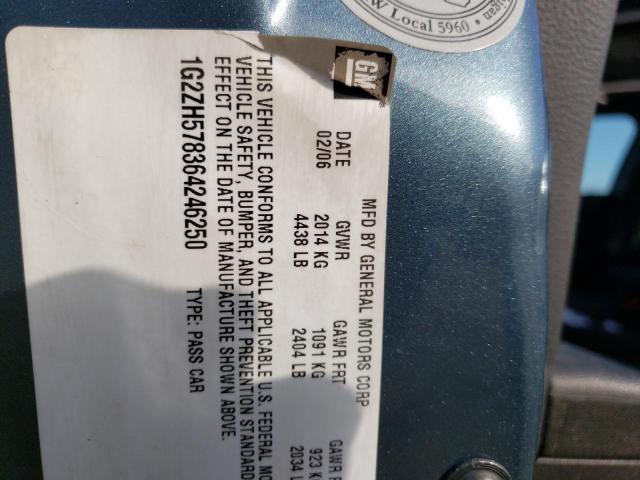 igan
W Local 5960
GM
MFD BY GENERAL MOTORS CORP
DATE GVWR GAWR FRT GAWR
02/06 2014 KG 1091 KG 923 K
4438 LB 2404 LB 2034 L
THIS VEHICLE CONFORMS TO ALL APPLICABLE U.S. FEDERAL MO
VEHICLE SAFETY, BUMPER, AND THEFT PREVENTION STANDARD
EFFECT ON THE DATE OF MANUFACTURE SHOWN ABOVE.
1G2ZH578364246250 TYPE: PASS CAR